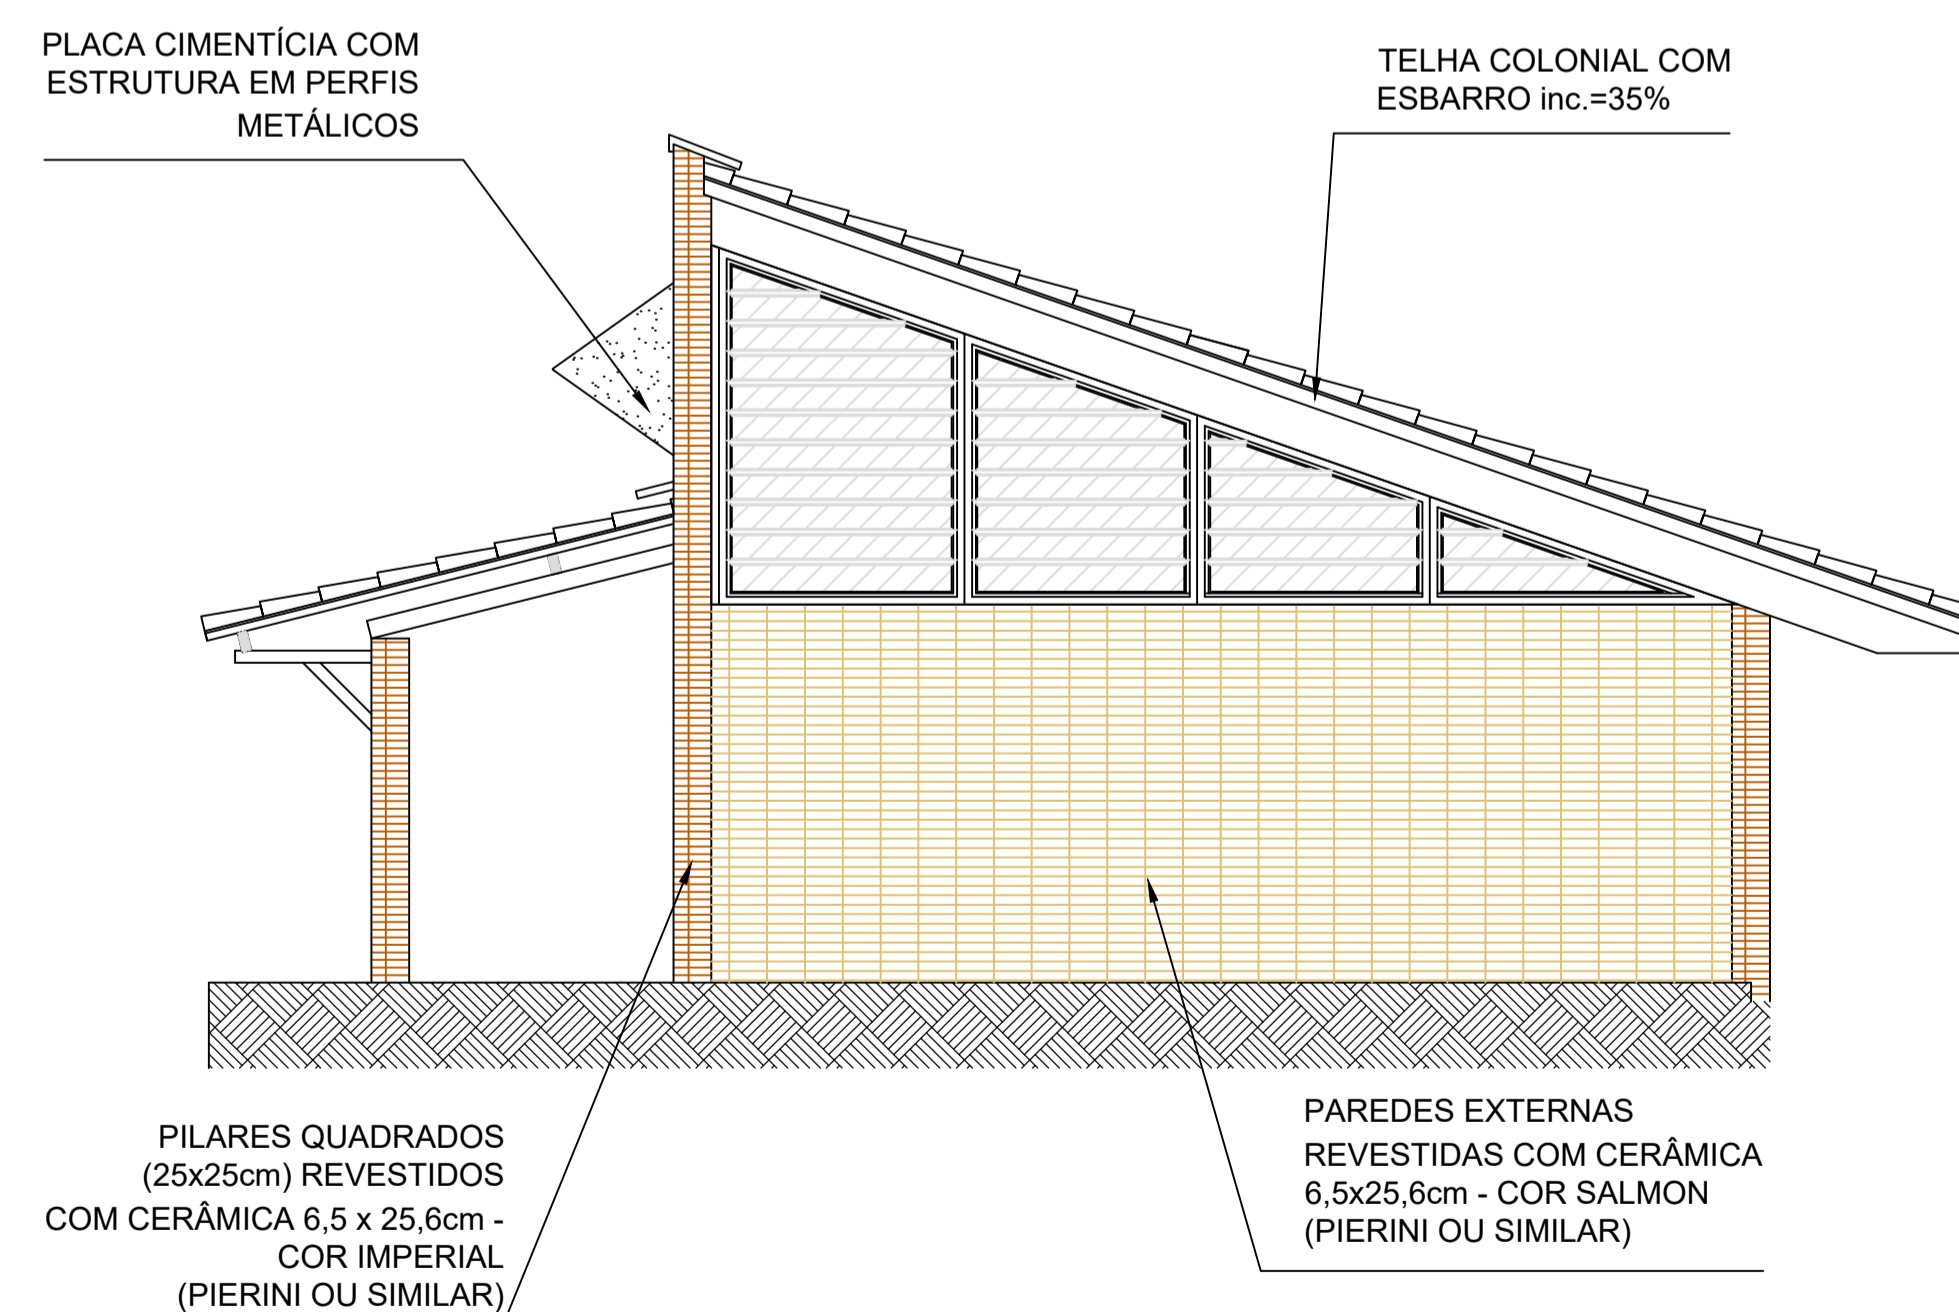 PLACA CIMENTÍCIA COM
ESTRUTURA EM PERFIS
METÁLICOS
TELHA COLONIAL COM
ESBARRO inc.=35%
PILARES QUADRADOS
(25x25cm) REVESTIDOS
COM CERÂMICA 6,5 x 25,6cm -
COR IMPERIAL
(PIERINI OU SIMILAR)
PAREDES EXTERNAS
REVESTIDAS COM CERÂMICA
6,5x25,6cm - COR SALMON
(PIERINI OU SIMILAR)